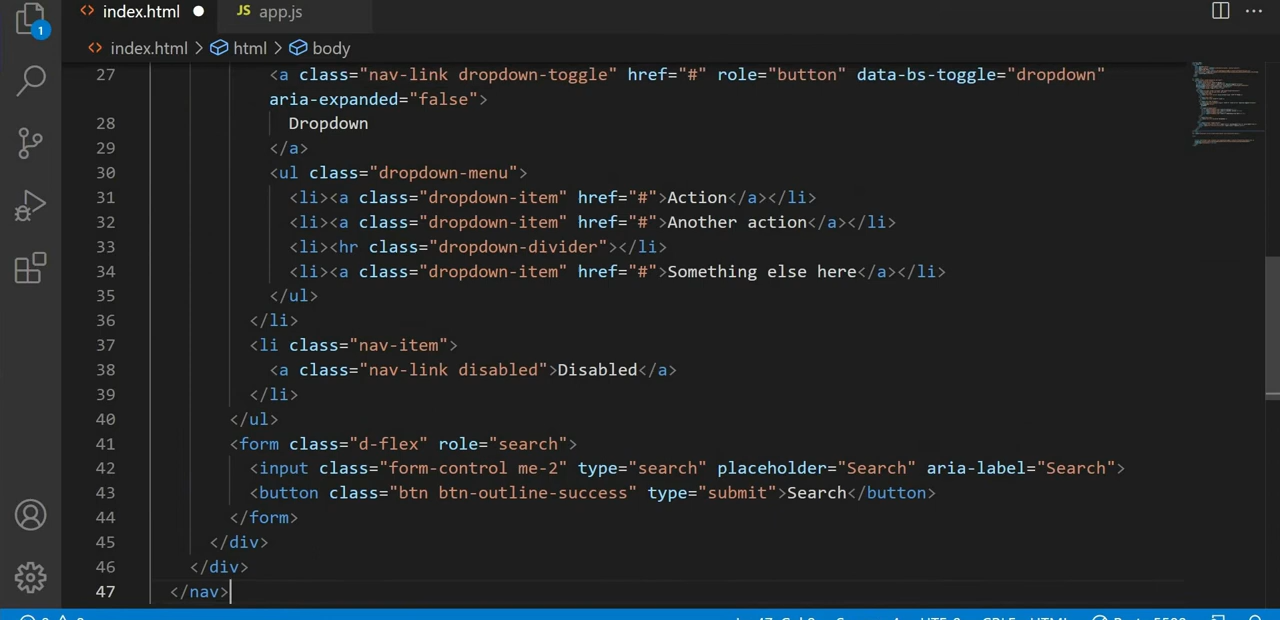 1
index.html
JS app.js
index.html > html > body
27 <a class="nav-link dropdown-toggle" href="#" role="button" data-bs-toggle="dropdown"
aria-expanded="false">
28 Dropdown
29 </a>
30 <ul class="dropdown-menu">
31 <li><a class="dropdown-item" href="#">Action</a></li>
32 <li><a class="dropdown-item" href="#">Another action</a></li>
33 <li><hr class="dropdown-divider"></li>
34 <li><a class="dropdown-item" href="#">Something else here</a></li>
35 </ul>
36 </li>
37 <li class="nav-item">
38 <a class="nav-link disabled">Disabled</a>
39 </li>
40 </ul>
41 <form class="d-flex" role="search">
42 <input class="form-control me-2" type="search" placeholder="Search" aria-label="Search">
43 <button class="btn btn-outline-success" type="submit">Search</button>
44 </form>
45 </div>
46 </div>
47 </nav>